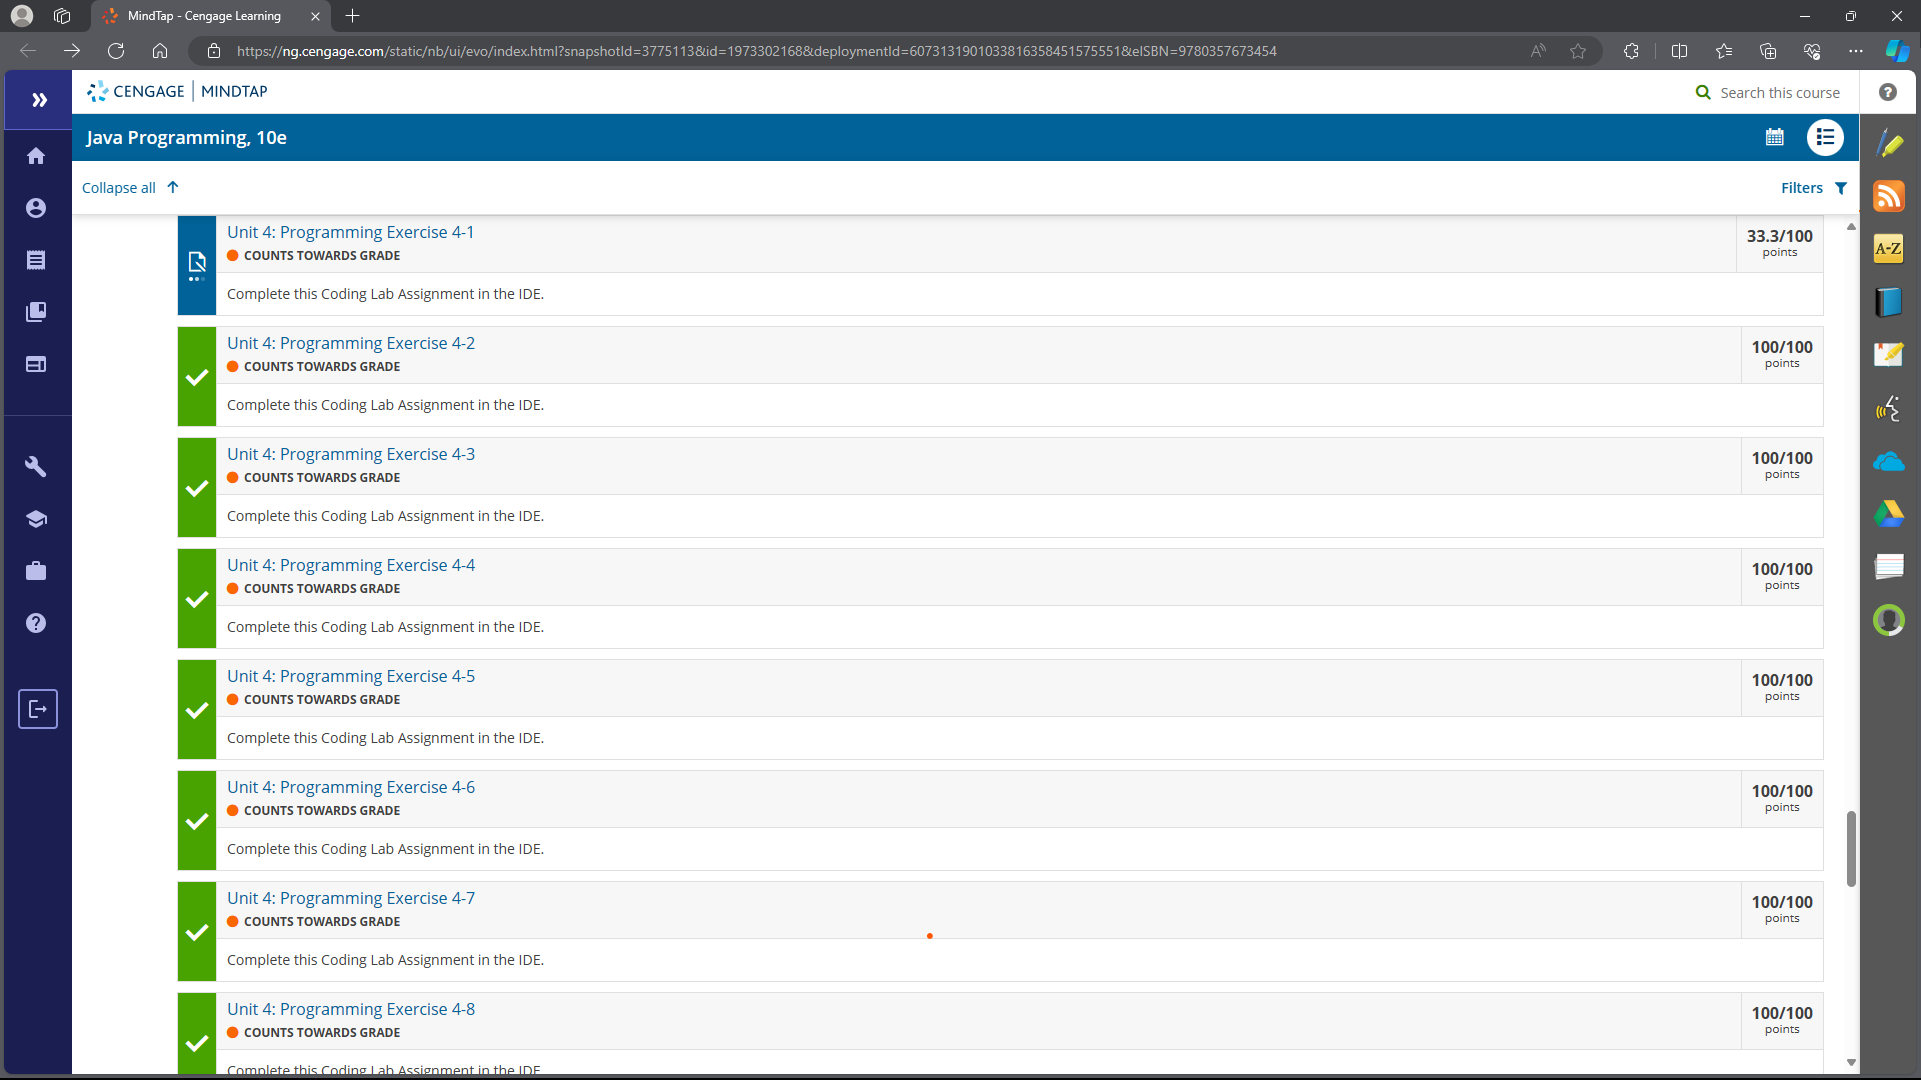 MindTap - Cengage Learning
https://ng.cengage.com/static/nb/ui/evo/index.html?snapshotId=3775113&id=1973302168&deploymentId=6073131901033816358451575551&eISBN=9780357673454
CENGAGE | MINDTAP
Search this course
Java Programming, 10e
Collapse all
Filters
Unit 4: Programming Exercise 4-1
33.3/100
COUNTS TOWARDS GRADE
points
Complete this Coding Lab Assignment in the IDE.
Unit 4: Programming Exercise 4-2
100/100
COUNTS TOWARDS GRADE
points
Complete this Coding Lab Assignment in the IDE.
Unit 4: Programming Exercise 4-3
100/100
COUNTS TOWARDS GRADE
points
Complete this Coding Lab Assignment in the IDE.
Unit 4: Programming Exercise 4-4
100/100
COUNTS TOWARDS GRADE
points
Complete this Coding Lab Assignment in the IDE.
Unit 4: Programming Exercise 4-5
100/100
COUNTS TOWARDS GRADE
points
Complete this Coding Lab Assignment in the IDE.
Unit 4: Programming Exercise 4-6
100/100
COUNTS TOWARDS GRADE
points
Complete this Coding Lab Assignment in the IDE.
Unit 4: Programming Exercise 4-7
100/100
COUNTS TOWARDS GRADE
points
Complete this Coding Lab Assignment in the IDE.
Unit 4: Programming Exercise 4-8
100/100
COUNTS TOWARDS GRADE
points
Complete this Coding Lab Assignment in the IDE.
A-Z